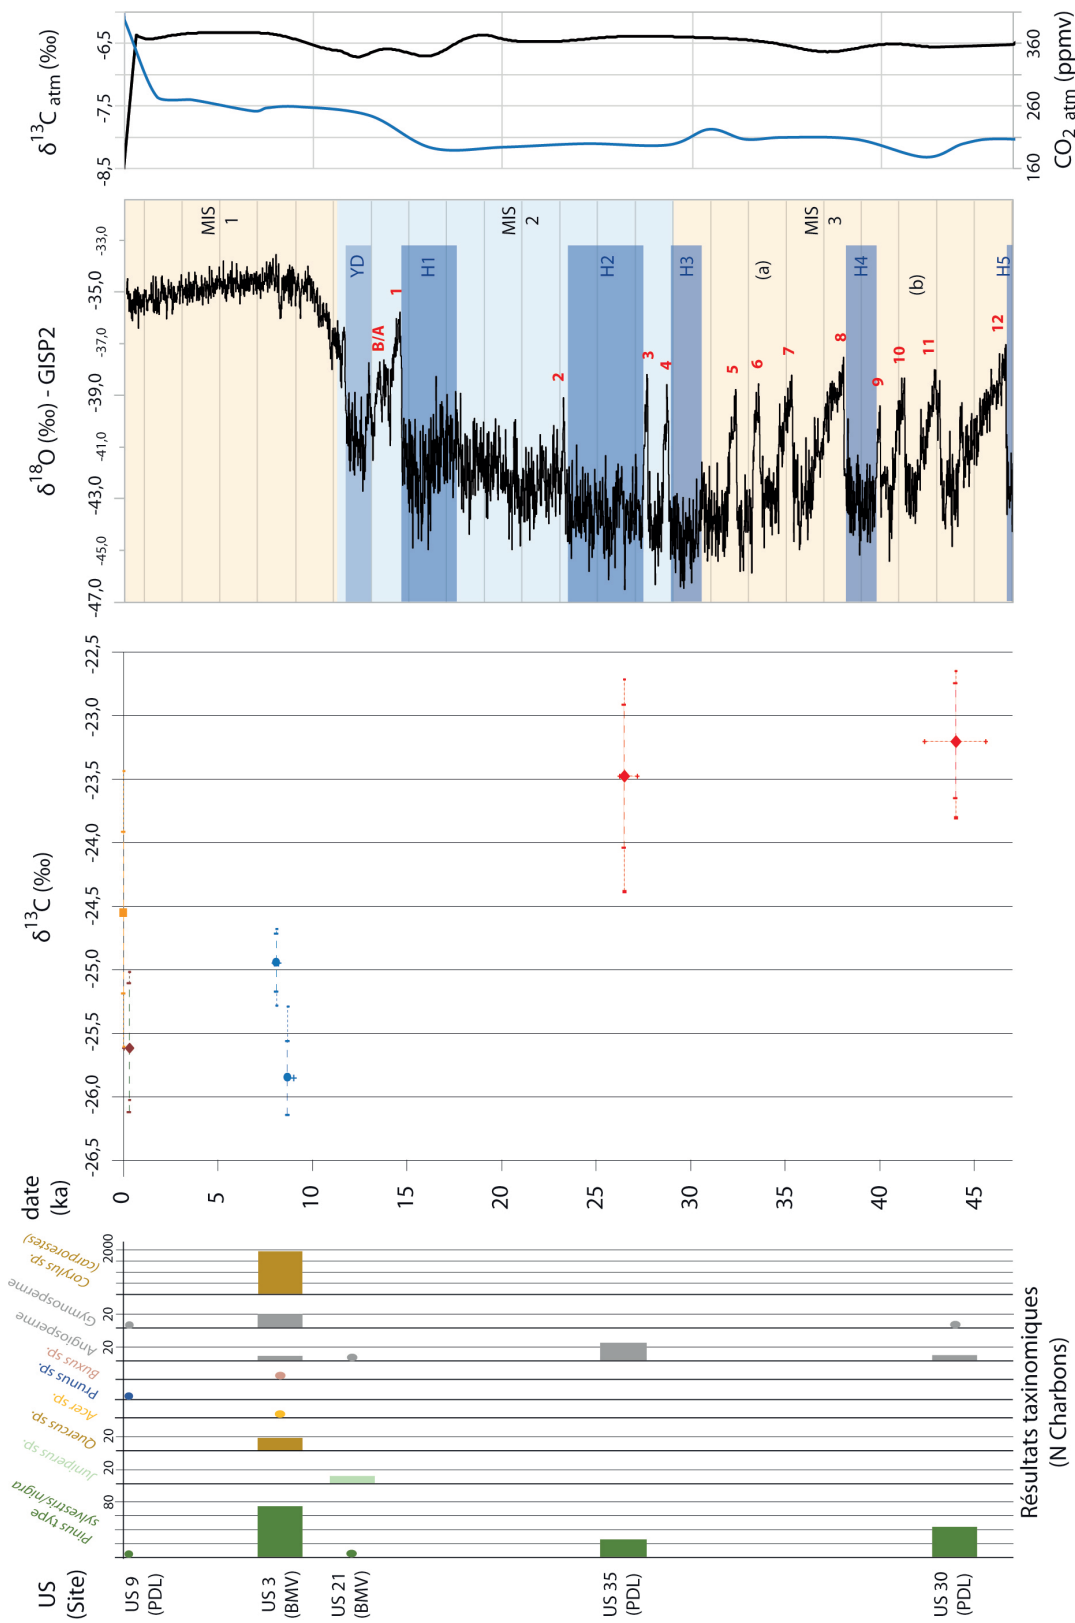 δ13C atm (‰)
-6,5
-7,5
-8,5
360
260
160
CO2 atm (ppmv)
δ18O (‰) - GISP2
-33,0
-35,0
-37,0
-39,0
-41,0
-43,0
-45,0
-47,0
MIS
1
MIS
2
MIS
3
YD
H1
H2
H3
H4
H5
(a)
(b)
B/A
1
2
3
4
5
6
7
8
9
10
11
12
δ13C (‰)
-22,5
-23,0
-23,5
-24,0
-24,5
-25,0
-25,5
-26,0
-26,5
date
(ka)
0
5
10
15
20
25
30
35
40
45
Pinus type
sylvestris/nigra
Juniperus sp.
Quercus sp.
Acer sp.
Prunus sp.
Buxus sp.
Angiosperme
Gymnosperme
Corylus sp.
(carporestes)
80
20
20
20
20
2000
Résultats taxinomiques
(N Charbons)
US
(Site)
US 9
(PDL)
US 3
(BMV)
US 21
(BMV)
US 35
(PDL)
US 30
(PDL)